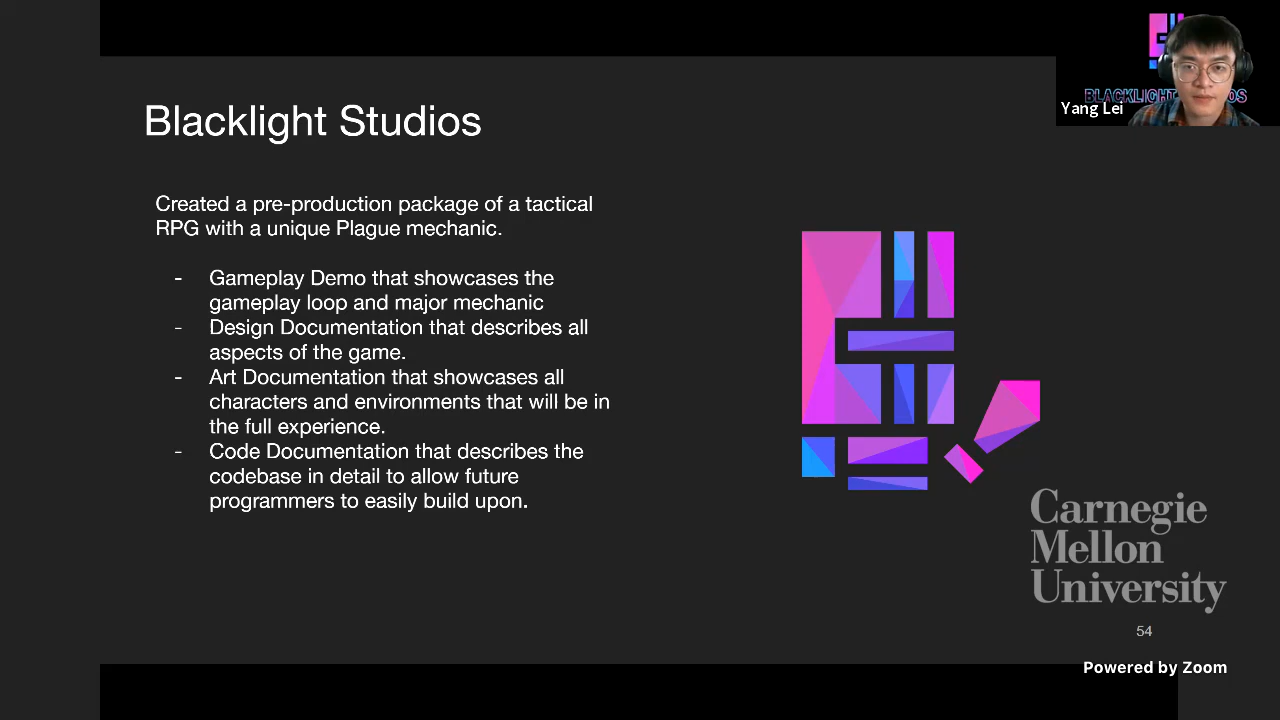 Blacklight Studios
Created a pre-production package of a tactical
RPG with a unique Plague mechanic.
- Gameplay Demo that showcases the
gameplay loop and major mechanic
- Design Documentation that describes all
aspects of the game.
- Art Documentation that showcases all
characters and environments that will be in
the full experience.
- Code Documentation that describes the
codebase in detail to allow future
programmers to easily build upon.
BLACKLIGHT
Yang Lei
Carnegie
Mellon
University
54
Powered by Zoom